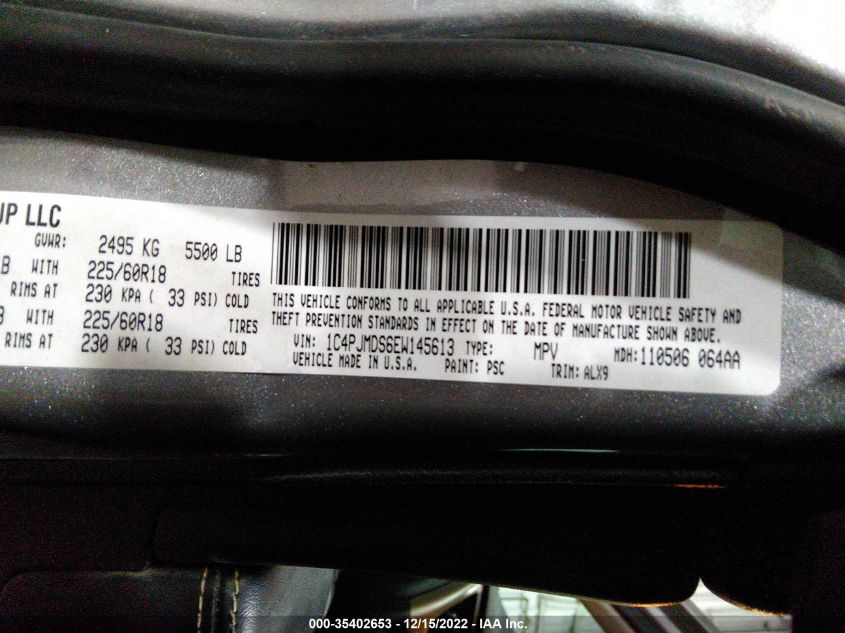 UP LLC
GVWR: 2495 KG 5500 LB
B WITH 225/60R18 TIRES
RIMS AT 230 KPA ( 33 PSI) COLD
B WITH 225/60R18 TIRES
RIMS AT 230 KPA ( 33 PSI) COLD
THIS VEHICLE CONFORMS TO ALL APPLICABLE U.S.A. FEDERAL MOTOR VEHICLE SAFETY AND
THEFT PREVENTION STANDARDS IN EFFECT ON THE DATE OF MANUFACTURE SHOWN ABOVE.
VIN: 1C4PJMDS6EW145613 TYPE: MPV MDH:110506 064AA
VEHICLE MADE IN U.S.A. PAINT: PSC TRIM: ALX9
000-35402653 - 12/15/2022 - IAA Inc.